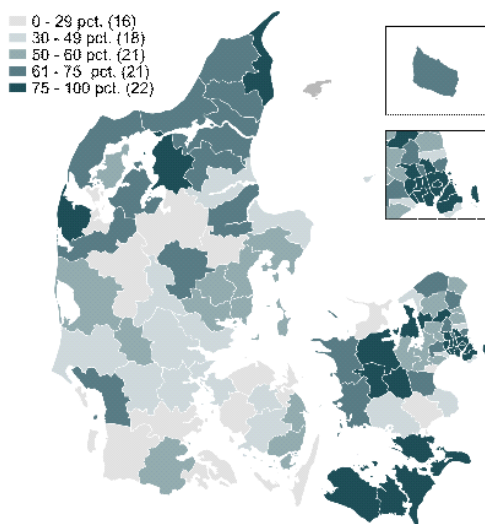 0 - 29 pct. (16)
30 - 49 pct. (18)
50 - 60 pct. (21)
61 - 75 pct. (21)
75 - 100 pct. (22)